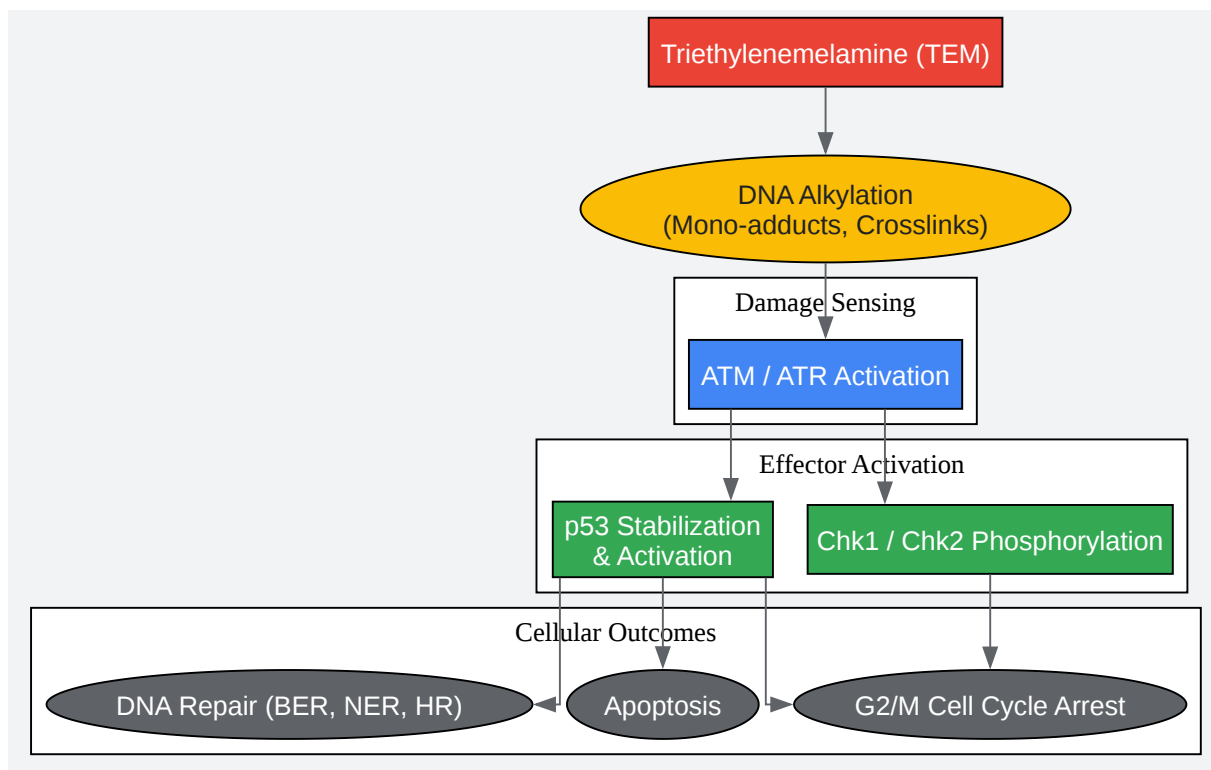 Triethylenemelamine (TEM)
DNA Alkylation
(Mono-adducts, Crosslinks)
Damage Sensing
ATM / ATR Activation
Effector Activation
p53 Stabilization
& Activation
Chk1 / Chk2 Phosphorylation
Cellular Outcomes
DNA Repair (BER, NER, HR)
Apoptosis
G2/M Cell Cycle Arrest